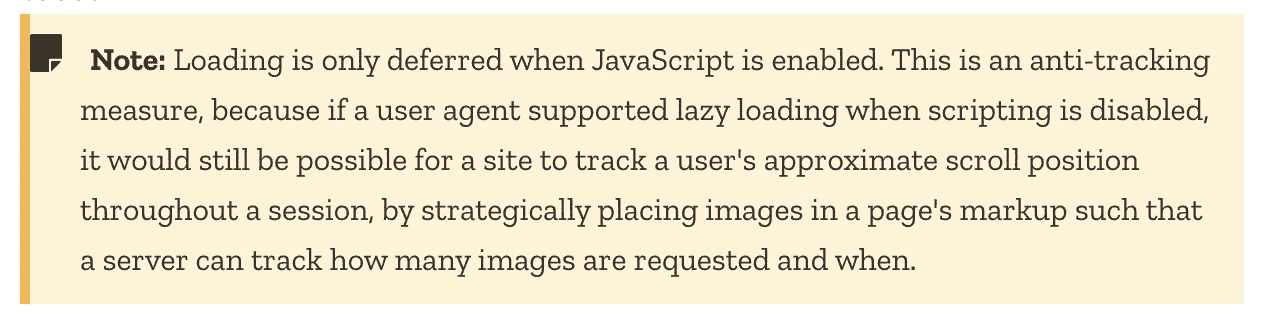 Note: Loading is only deferred when JavaScript is enabled. This is an anti-tracking
measure, because if a user agent supported lazy loading when scripting is disabled,
it would still be possible for a site to track a user's approximate scroll position
throughout a session, by strategically placing images in a page's markup such that
a server can track how many images are requested and when.